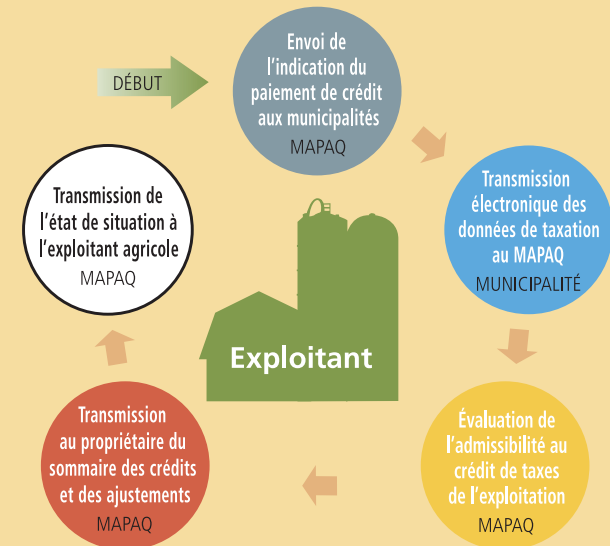 DÉBUT
Envoi de
l'indication du
paiement de crédit
aux municipalités
MAPAQ
Transmission
électronique des
données de taxation
au MAPAQ
MUNICIPALITÉ
Évaluation de
l'admissibilité au
crédit de taxes
de l'exploitation
MAPAQ
Transmission
au propriétaire du
sommaire des crédits
et des ajustements
MAPAQ
Transmission de
l'état de situation à
l'exploitant agricole
MAPAQ
Exploitant